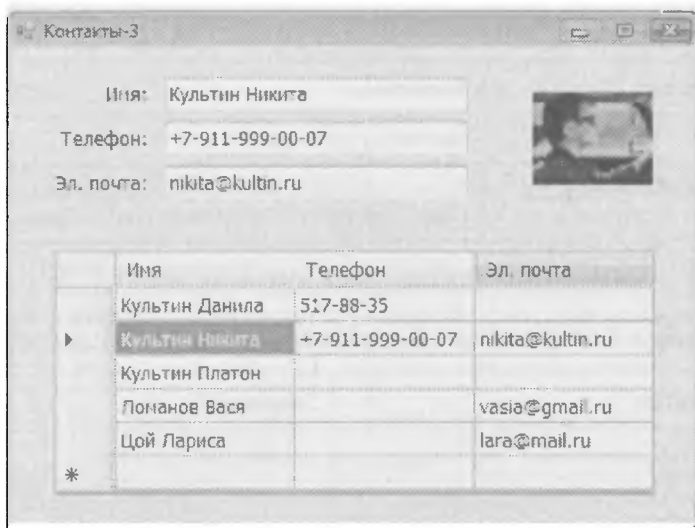 Контакты-3
Имя: Культин Никита
Телефон: +7-911-999-00-07
Эл. почта: nikita@kultin.ru
Имя Телефон Эл. почта
Культин Данила 517-88-35
Культин Никита +7-911-999-00-07 nikita@kultin.ru
Культин Платон
Ломанов Вася vasia@gmail.ru
Цой Лариса lara@mail.ru
*